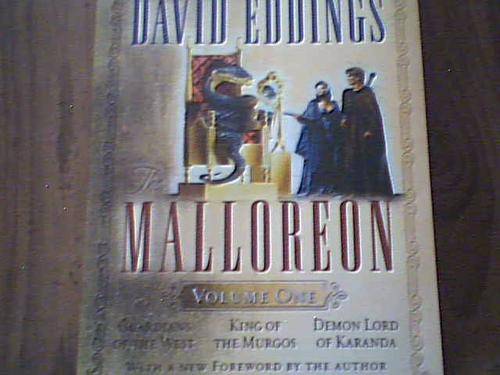 DAVID EDDINGS
The
MALLOREON
VOLUME ONE
GUARDIANS OF THE WEST
KING OF THE MURGOS
DEMON LORD OF KARANDA
WITH A NEW FOREWORD BY THE AUTHOR